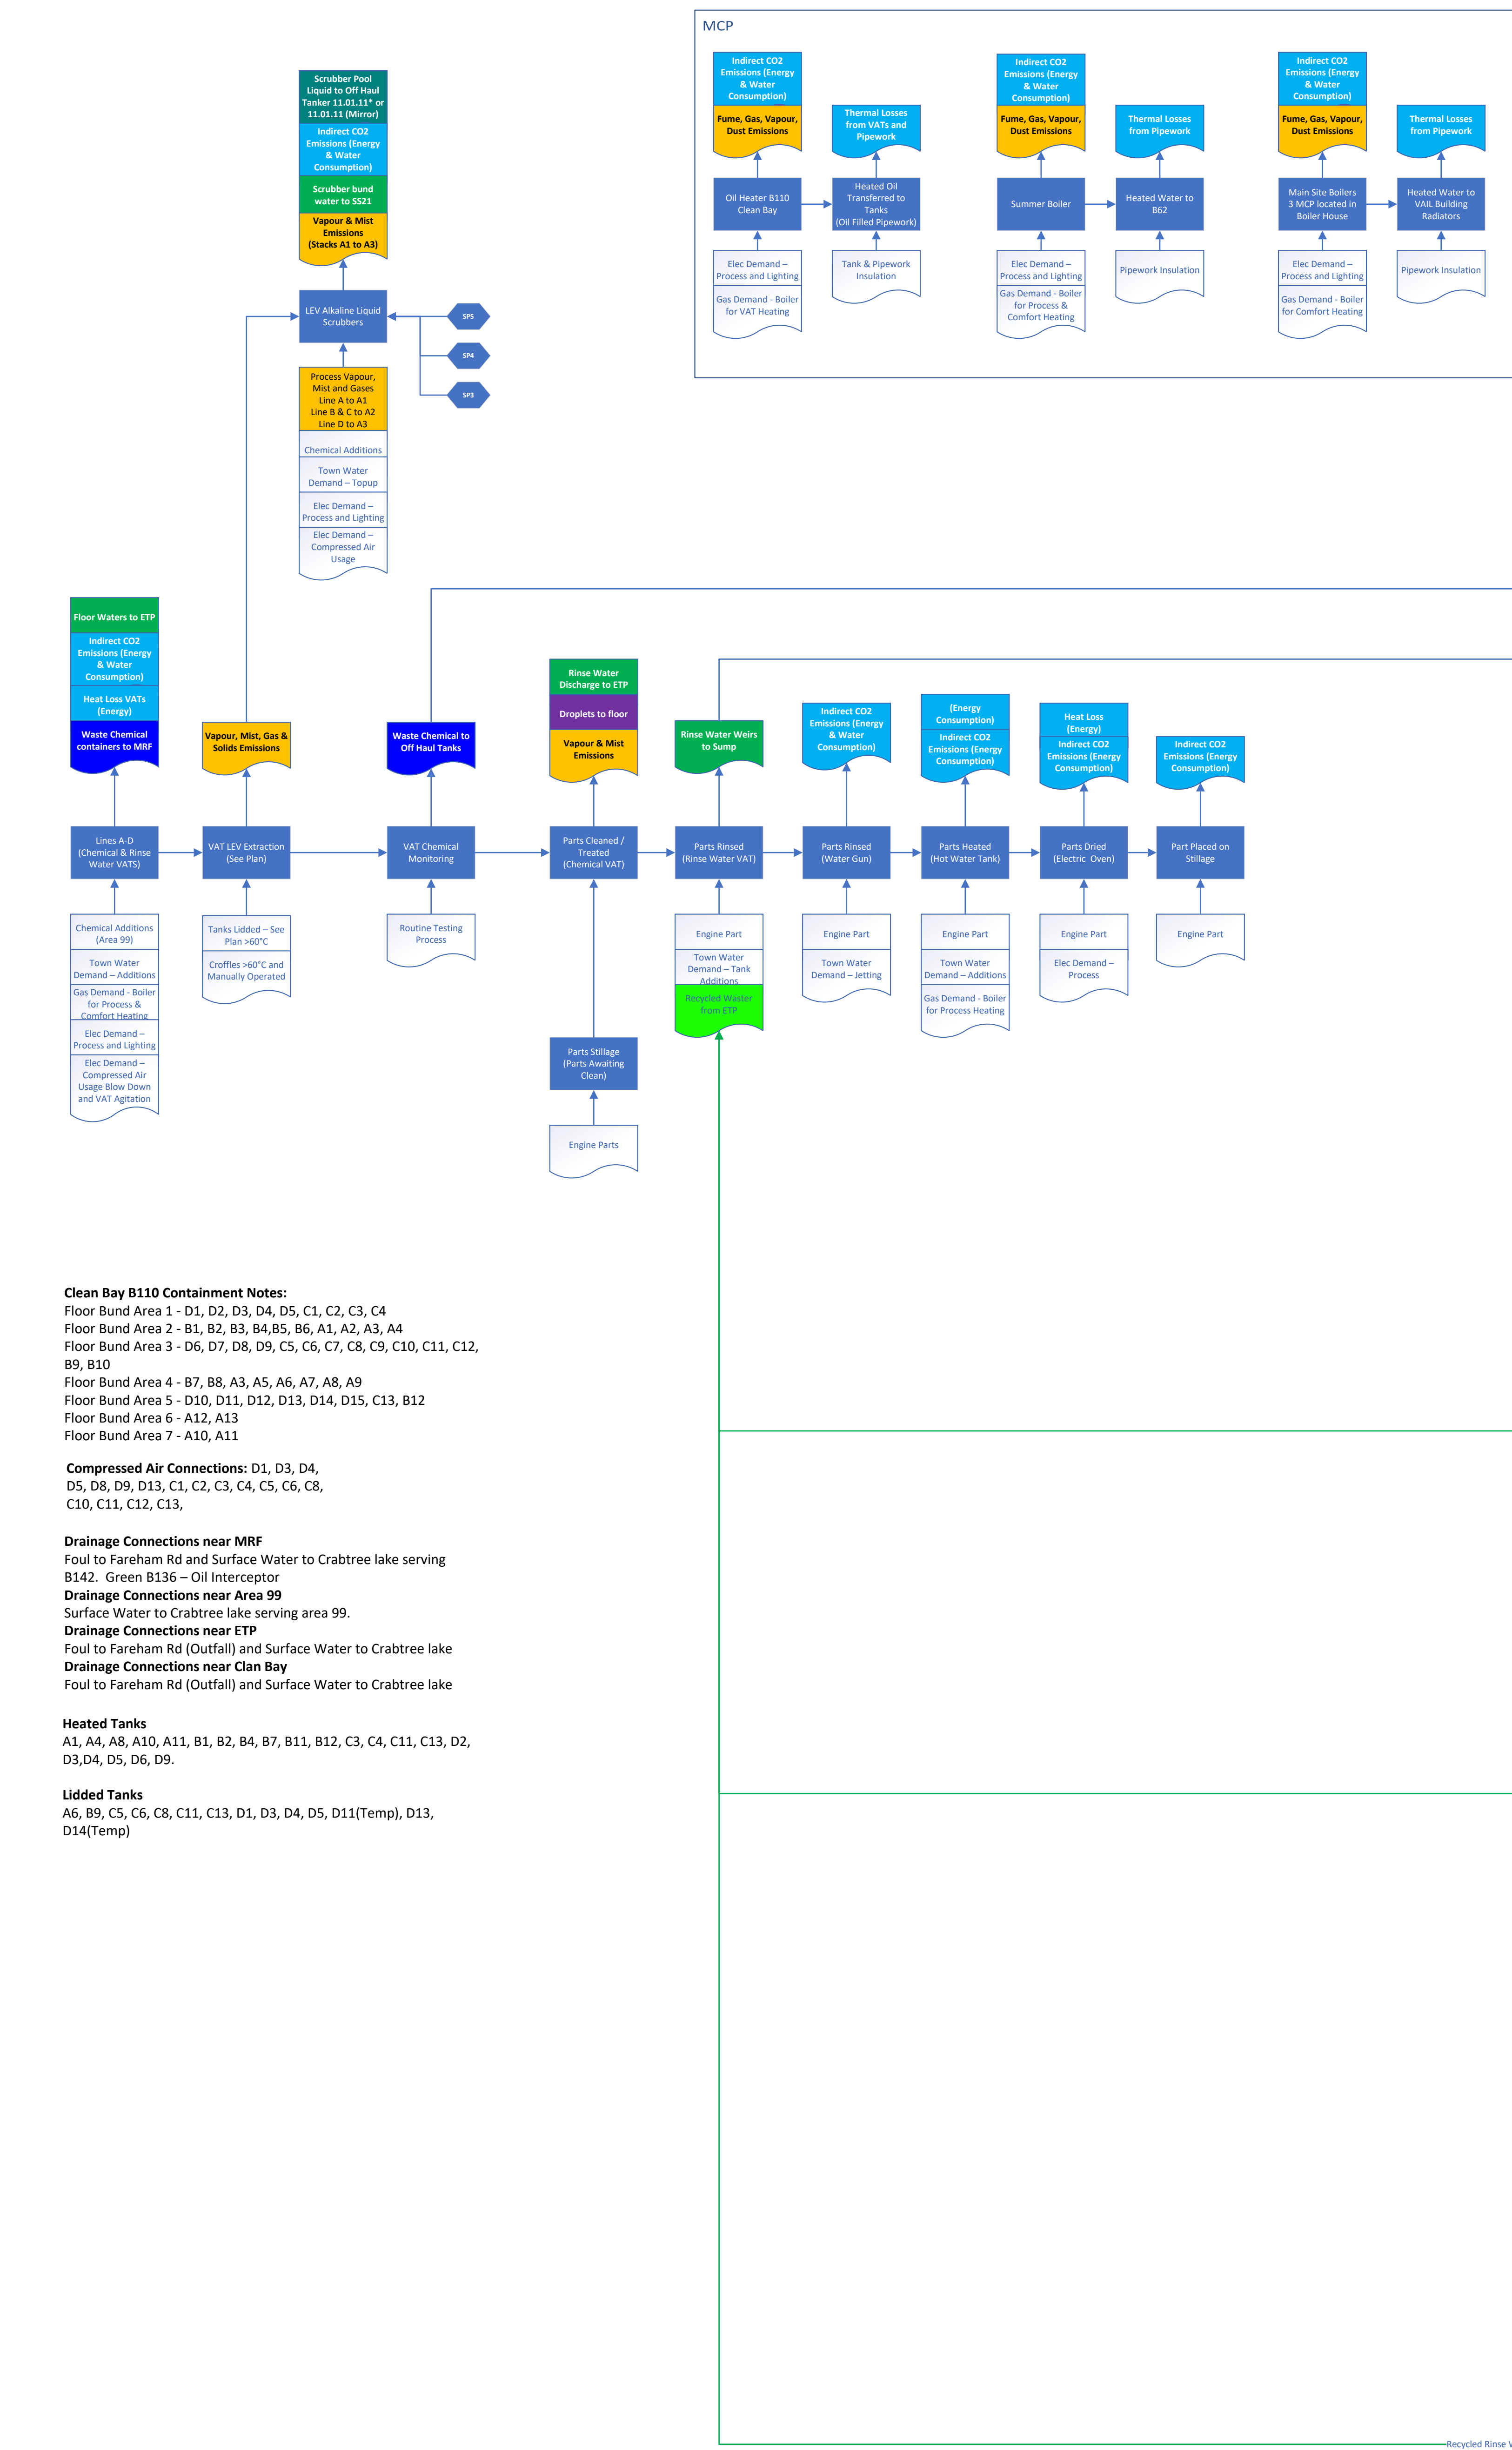 MCP
Indirect CO2
Emissions (Energy
& Water
Consumption)
Fume, Gas, Vapour,
Dust Emissions
Thermal Losses
from VATs and
Pipework
Oil Heater B110
Clean Bay
Heated Oil
Transferred to
Tanks
(Oil Filled Pipework)
Elec Demand –
Process and Lighting
Gas Demand - Boiler
for VAT Heating
Tank & Pipework
Insulation
Indirect CO2
Emissions (Energy
& Water
Consumption)
Fume, Gas, Vapour,
Dust Emissions
Thermal Losses
from Pipework
Summer Boiler
Heated Water to
B62
Elec Demand –
Process and Lighting
Gas Demand - Boiler
for Process &
Comfort Heating
Pipework Insulation
Indirect CO2
Emissions (Energy
& Water
Consumption)
Fume, Gas, Vapour,
Dust Emissions
Thermal Losses
from Pipework
Main Site Boilers
3 MCP located in
Boiler House
Heated Water to
VAIL Building
Radiators
Elec Demand –
Process and Lighting
Gas Demand - Boiler
for Comfort Heating
Pipework Insulation
Scrubber Pool
Liquid to Off Haul
Tanker 11.01.11* or
11.01.11 (Mirror)
Indirect CO2
Emissions (Energy
& Water
Consumption)
Scrubber bund
water to SS21
Vapour & Mist
Emissions
(Stacks A1 to A3)
LEV Alkaline Liquid
Scrubbers
SP5
SP4
SP3
Process Vapour,
Mist and Gases
Line A to A1
Line B & C to A2
Line D to A3
Chemical Additions
Town Water
Demand – Topup
Elec Demand –
Process and Lighting
Elec Demand –
Compressed Air
Usage
Floor Waters to ETP
Indirect CO2
Emissions (Energy
& Water
Consumption)
Heat Loss VATs
(Energy)
Waste Chemical
containers to MRF
Vapour, Mist, Gas &
Solids Emissions
Waste Chemical to
Off Haul Tanks
Rinse Water
Discharge to ETP
Droplets to floor
Vapour & Mist
Emissions
Rinse Water Weirs
to Sump
Indirect CO2
Emissions (Energy
& Water
Consumption)
(Energy
Consumption)
Indirect CO2
Emissions (Energy
Consumption)
Heat Loss
(Energy)
Indirect CO2
Emissions (Energy
Consumption)
Indirect CO2
Emissions (Energy
Consumption)
Lines A-D
(Chemical & Rinse
Water VATS)
VAT LEV Extraction
(See Plan)
VAT Chemical
Monitoring
Parts Cleaned /
Treated
(Chemical VAT)
Parts Rinsed
(Rinse Water VAT)
Parts Rinsed
(Water Gun)
Parts Heated
(Hot Water Tank)
Parts Dried
(Electric Oven)
Part Placed on
Stillage
Chemical Additions
(Area 99)
Town Water
Demand – Additions
Gas Demand - Boiler
for Process &
Comfort Heating
Elec Demand –
Process and Lighting
Elec Demand –
Compressed Air
Usage Blow Down
and VAT Agitation
Tanks Lidded – See
Plan >60°C
Croffles >60°C and
Manually Operated
Routine Testing
Process
Engine Part
Town Water
Demand – Tank
Additions
Recycled Waster
from ETP
Engine Part
Town Water
Demand – Jetting
Engine Part
Town Water
Demand – Additions
Gas Demand - Boiler
for Process Heating
Engine Part
Elec Demand –
Process
Engine Part
Parts Stillage
(Parts Awaiting
Clean)
Engine Parts
Clean Bay B110 Containment Notes:
Floor Bund Area 1 - D1, D2, D3, D4, D5, C1, C2, C3, C4
Floor Bund Area 2 - B1, B2, B3, B4,B5, B6, A1, A2, A3, A4
Floor Bund Area 3 - D6, D7, D8, D9, C5, C6, C7, C8, C9, C10, C11, C12,
B9, B10
Floor Bund Area 4 - B7, B8, A3, A5, A6, A7, A8, A9
Floor Bund Area 5 - D10, D11, D12, D13, D14, D15, C13, B12
Floor Bund Area 6 - A12, A13
Floor Bund Area 7 - A10, A11
Compressed Air Connections: D1, D3, D4,
D5, D8, D9, D13, C1, C2, C3, C4, C5, C6, C8,
C10, C11, C12, C13,
Drainage Connections near MRF
Foul to Fareham Rd and Surface Water to Crabtree lake serving
B142. Green B136 – Oil Interceptor
Drainage Connections near Area 99
Surface Water to Crabtree lake serving area 99.
Drainage Connections near ETP
Foul to Fareham Rd (Outfall) and Surface Water to Crabtree lake
Drainage Connections near Clan Bay
Foul to Fareham Rd (Outfall) and Surface Water to Crabtree lake
Heated Tanks
A1, A4, A8, A10, A11, B1, B2, B4, B7, B11, B12, C3, C4, C11, C13, D2,
D3,D4, D5, D6, D9.
Lidded Tanks
A6, B9, C5, C6, C8, C11, C13, D1, D3, D4, D5, D11(Temp), D13,
D14(Temp)
Recycled Rinse